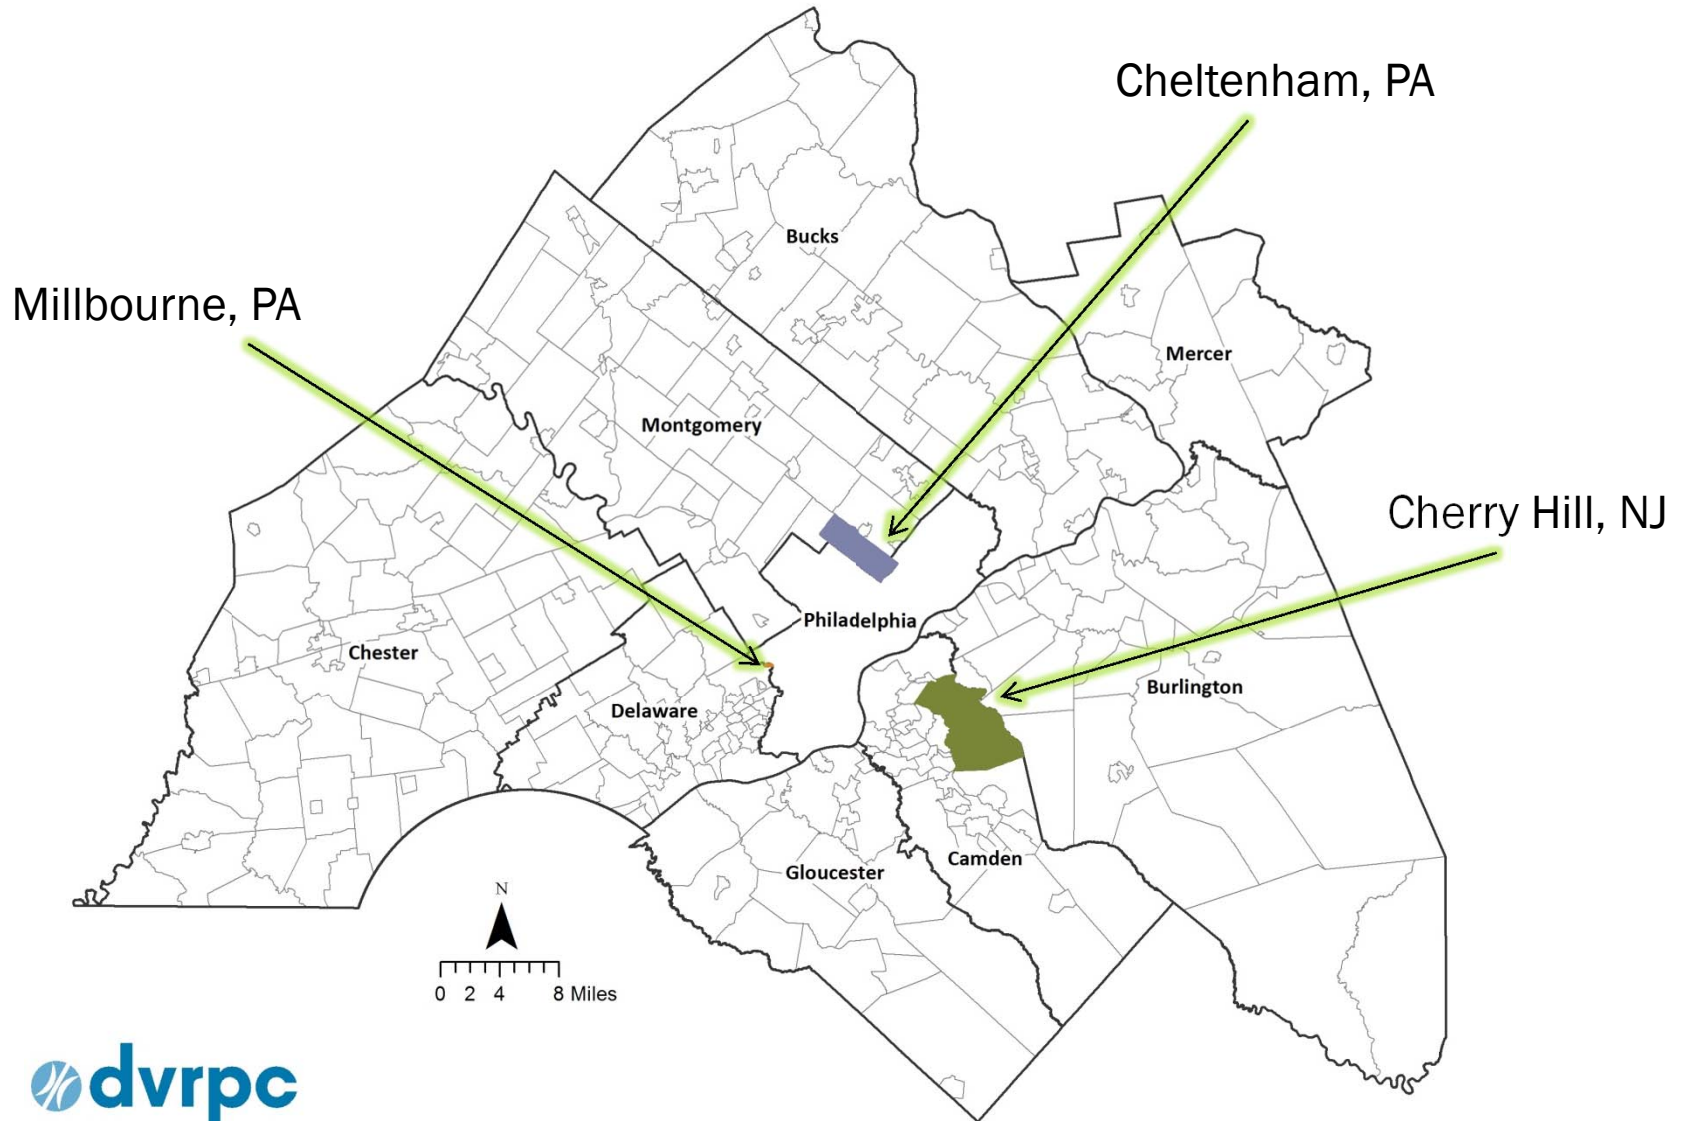 Cheltenham, PA
Bucks
Millbourne, PA
Mercer
Montgomery
Cherry Hill, NJ
Philadelphia
Chester
Burlington
Delaware
Camden
Gloucester
N
0 2 4 8 Miles
dvrpc